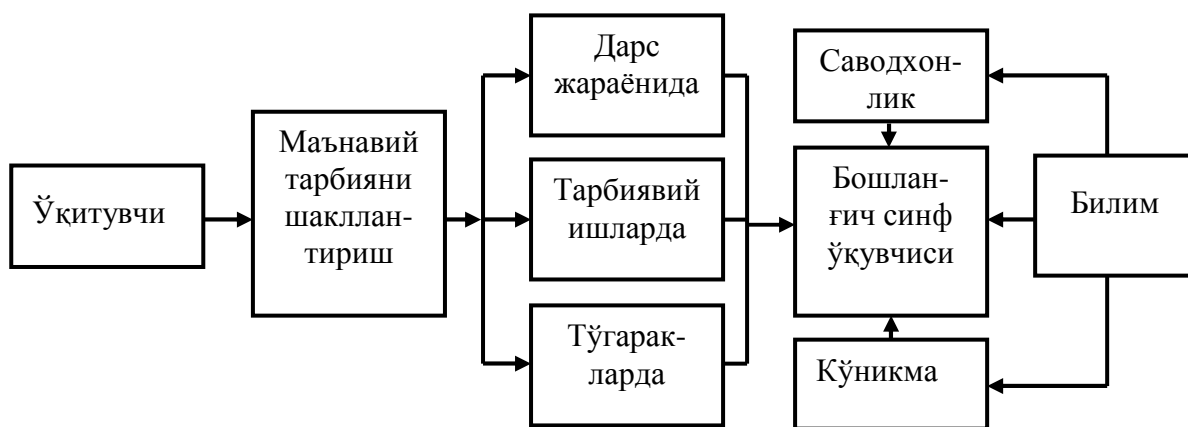 Ўқитувчи
Маънавий
тарбияни
шакллан-
тириш
Дарс
жараёнида
Тарбиявий
ишларда
Тўгарак-
ларда
Саводхон-
лик
Бошлан-
ғич синф
ўқувчиси
Кўникма
Билим